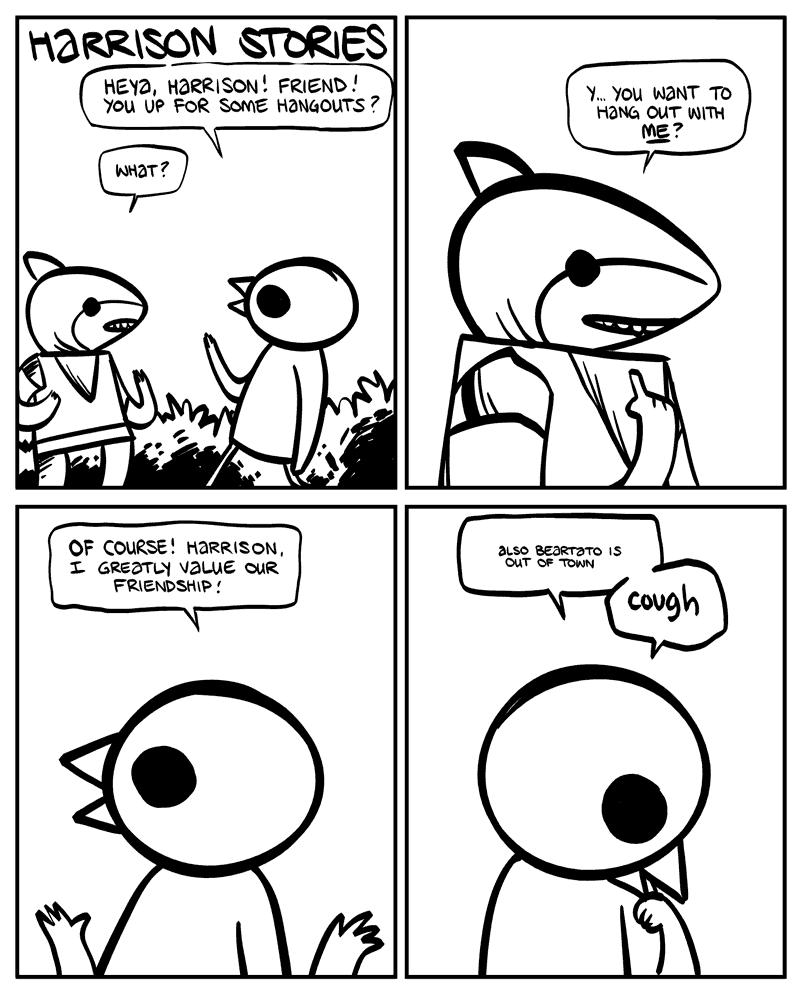 HARRISON STORIES
HEYA, HARRISON! FRIEND!
YOU UP FOR SOME HANGOUTS?
WHAT?
Y... YOU WANT TO
HANG OUT WITH
ME?
OF COURSE! HARRISON,
I GREATLY VALUE OUR
FRIENDSHIP!
ALSO BEARTATO IS
OUT OF TOWN
cough